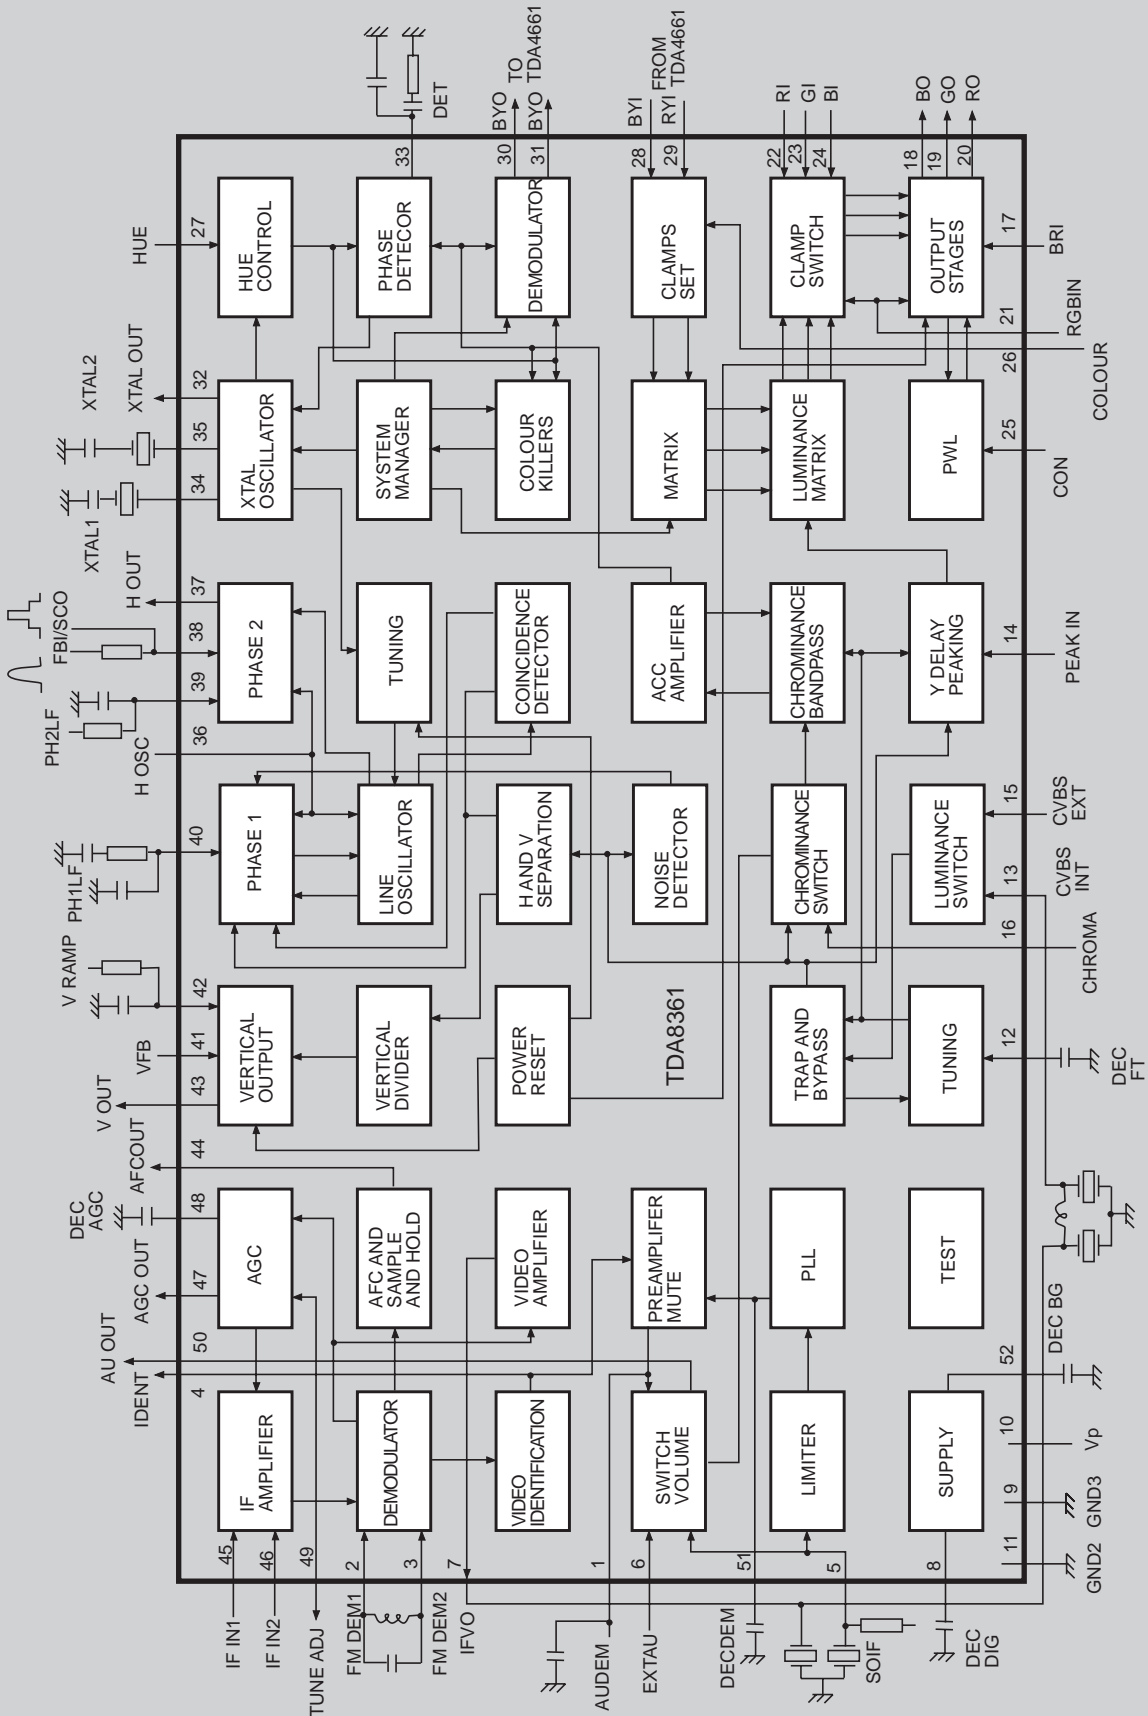 IF IN1
45
IF
AMPLIFIER
4
IDENT
50
AU OUT
47
AGC OUT
48
DEC
AGC
AGC
44
AFCOUT
43
V OUT
41
VFB
42
V RAMP
VERTICAL
OUTPUT
40
PH1LF
PHASE 1
36
H OSC
39
PH2LF
38
FBI/SCO
37
H OUT
PHASE 2
34
XTAL1
35
XTAL2
32
XTAL OUT
XTAL
OSCILLATOR
27
HUE
HUE
CONTROL
IF IN2
46
TUNE ADJ
49
FM DEM1
2
FM DEM2
3
DEMODULATOR
AFC AND
SAMPLE
AND HOLD
VERTICAL
DIVIDER
LINE
OSCILLATOR
TUNING
SYSTEM
MANAGER
PHASE
DETECOR
33
DET
IFVO
7
VIDEO
IDENTIFICATION
VIDEO
AMPLIFIER
POWER
RESET
H AND V
SEPARATION
COINCIDENCE
DETECTOR
COLOUR
KILLERS
DEMODULATOR
30
BYO
31
BYO
TO
TDA4661
AUDEM
1
EXTAU
6
SWITCH
VOLUME
PREAMPLIFER
MUTE
TDA8361
NOISE
DETECTOR
ACC
AMPLIFIER
MATRIX
CLAMPS
SET
28
BYI
29
RYI
FROM
TDA4661
DECDEM
51
SOIF
5
LIMITER
PLL
TRAP AND
BYPASS
CHROMINANCE
SWITCH
CHROMINANCE
BANDPASS
LUMINANCE
MATRIX
CLAMP
SWITCH
22
RI
23
GI
24
BI
DEC
DIG
8
SUPPLY
TEST
TUNING
LUMINANCE
SWITCH
Y DELAY
PEAKING
PWL
OUTPUT
STAGES
18
BO
19
GO
20
RO
11
GND2
9
GND3
10
Vp
52
DEC BG
12
DEC
FT
16
CHROMA
13
CVBS
INT
15
CVBS
EXT
14
PEAK IN
25
CON
26
COLOUR
21
RGBIN
17
BRI